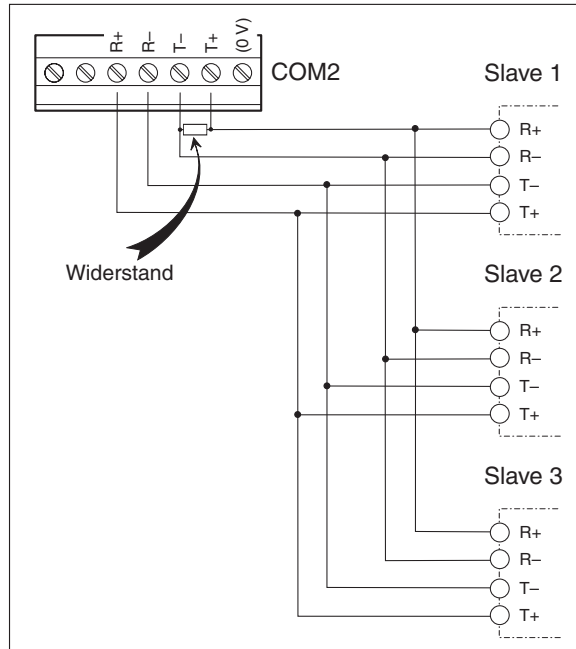 R+
R–
T–
T+
(0 V)
COM2
Widerstand
Slave 1
R+
R–
T–
T+
Slave 2
R+
R–
T–
T+
Slave 3
R+
R–
T–
T+